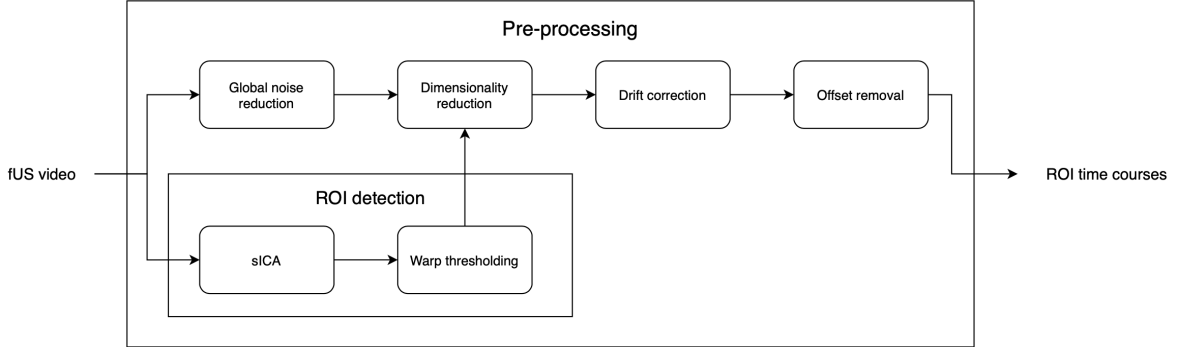 Pre-processing
Global noise
reduction
Dimensionality
reduction
Drift correction
Offset removal
fUS video
ROI time courses
ROI detection
sICA
Warp thresholding